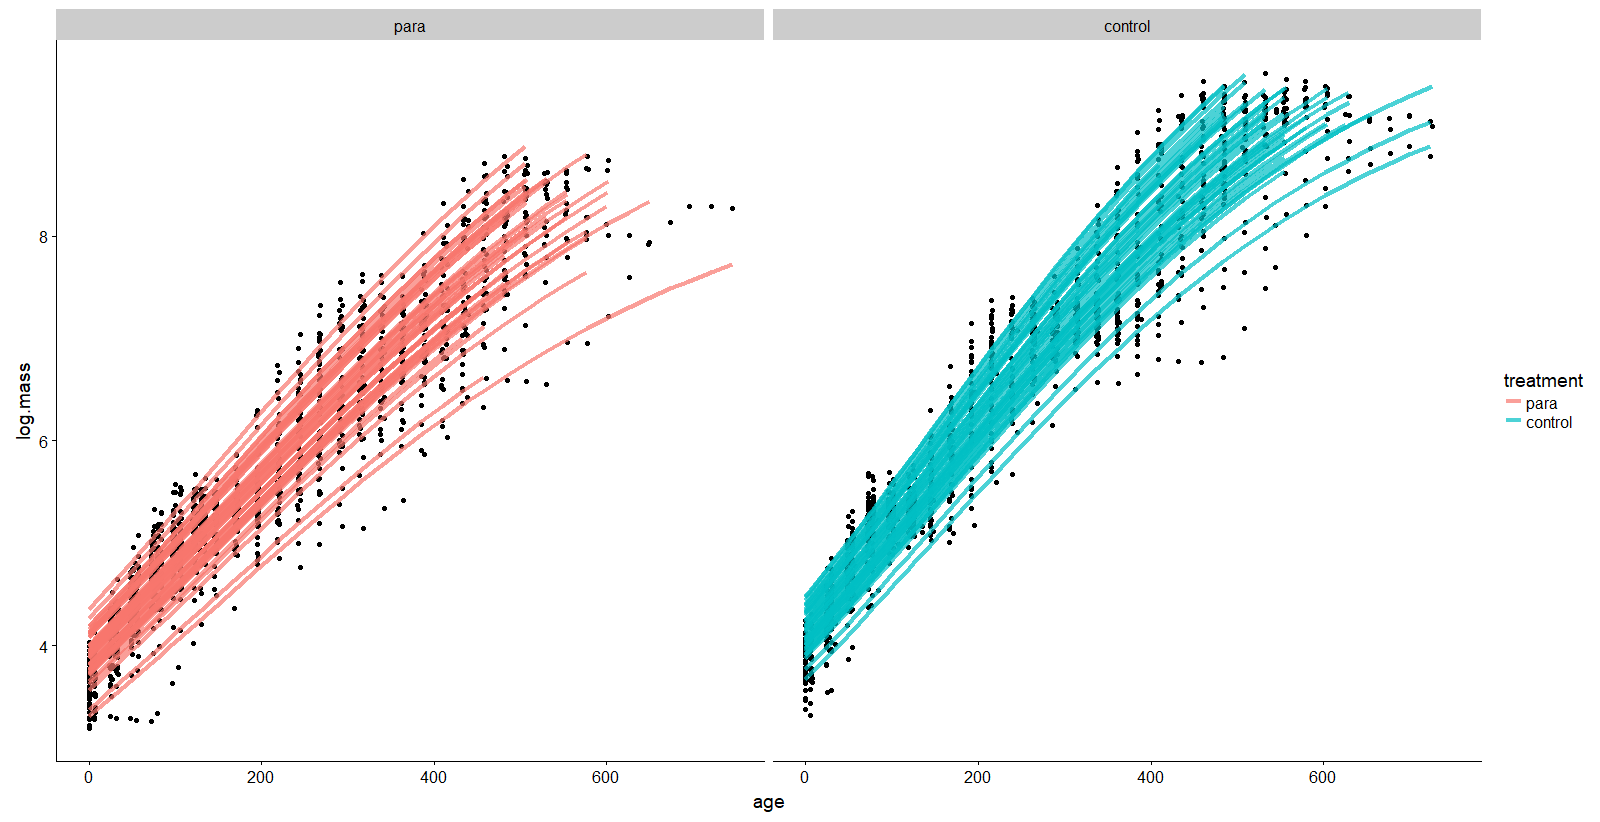 para control
log.mass
8
6
4
0 200 400 600 0 200 400 600
age
treatment
para
control